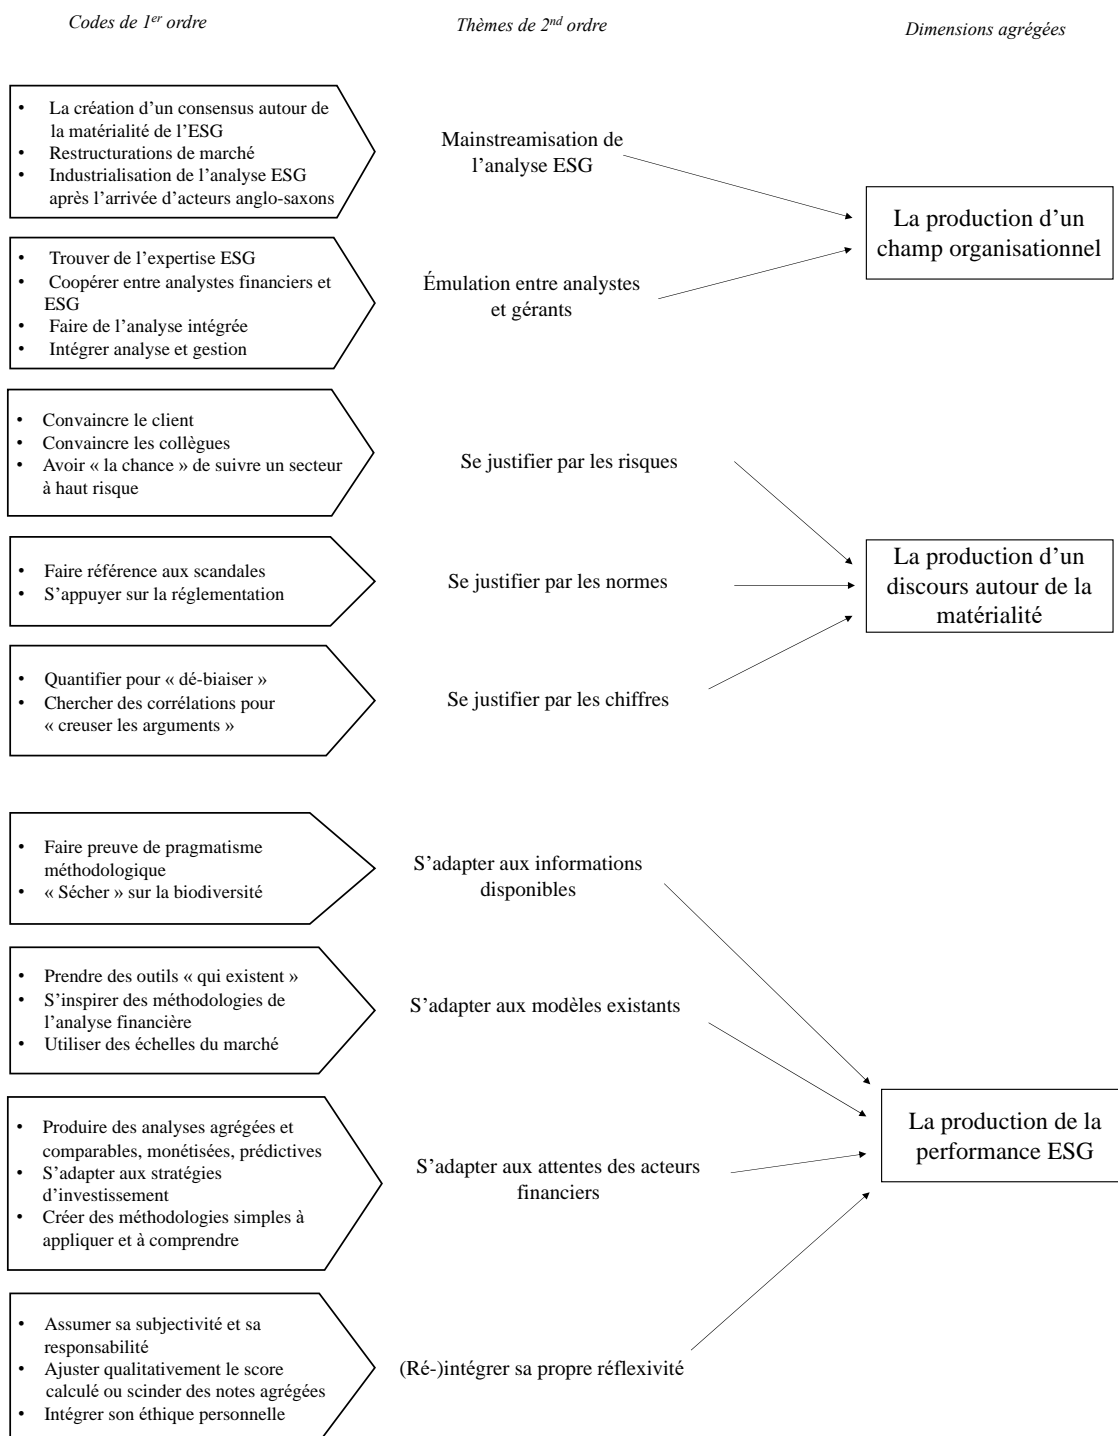 Codes de 1er ordre
Thèmes de 2nd ordre
Dimensions agrégées
• La création d’un consensus autour de
la matérialité de l’ESG
• Restructurations de marché
• Industrialisation de l’analyse ESG
après l’arrivée d’acteurs anglo-saxons
Mainstreamisation de
l’analyse ESG
• Trouver de l’expertise ESG
• Coopérer entre analystes financiers et
ESG
• Faire de l’analyse intégrée
• Intégrer analyse et gestion
Émulation entre analystes
et gérants
La production d’un
champ organisationnel
• Convaincre le client
• Convaincre les collègues
• Avoir « la chance » de suivre un secteur
à haut risque
Se justifier par les risques
• Faire référence aux scandales
• S’appuyer sur la réglementation
Se justifier par les normes
• Quantifier pour « dé-biaiser »
• Chercher des corrélations pour
« creuser les arguments »
Se justifier par les chiffres
La production d’un
discours autour de la
matérialité
• Faire preuve de pragmatisme
méthodologique
• « Sécher » sur la biodiversité
S’adapter aux informations
disponibles
• Prendre des outils « qui existent »
• S’inspirer des méthodologies de
l’analyse financière
• Utiliser des échelles du marché
S’adapter aux modèles existants
• Produire des analyses agrégées et
comparables, monétisées, prédictives
• S’adapter aux stratégies
d’investissement
• Créer des méthodologies simples à
appliquer et à comprendre
S’adapter aux attentes des acteurs
financiers
• Assumer sa subjectivité et sa
responsabilité
• Ajuster qualitativement le score
calculé ou scinder des notes agrégées
• Intégrer son éthique personnelle
(Ré-)intégrer sa propre réflexivité
La production de la
performance ESG